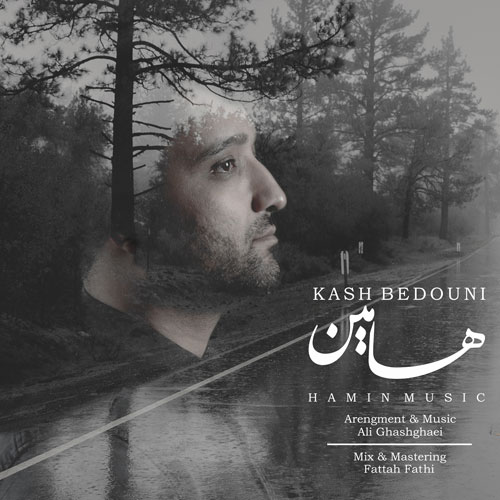 KASH BEDOUNI
هامین
HAMIN MUSIC
Arengment & Music
Ali Ghashghaei
Mix & Mastering
Fattah Fathi